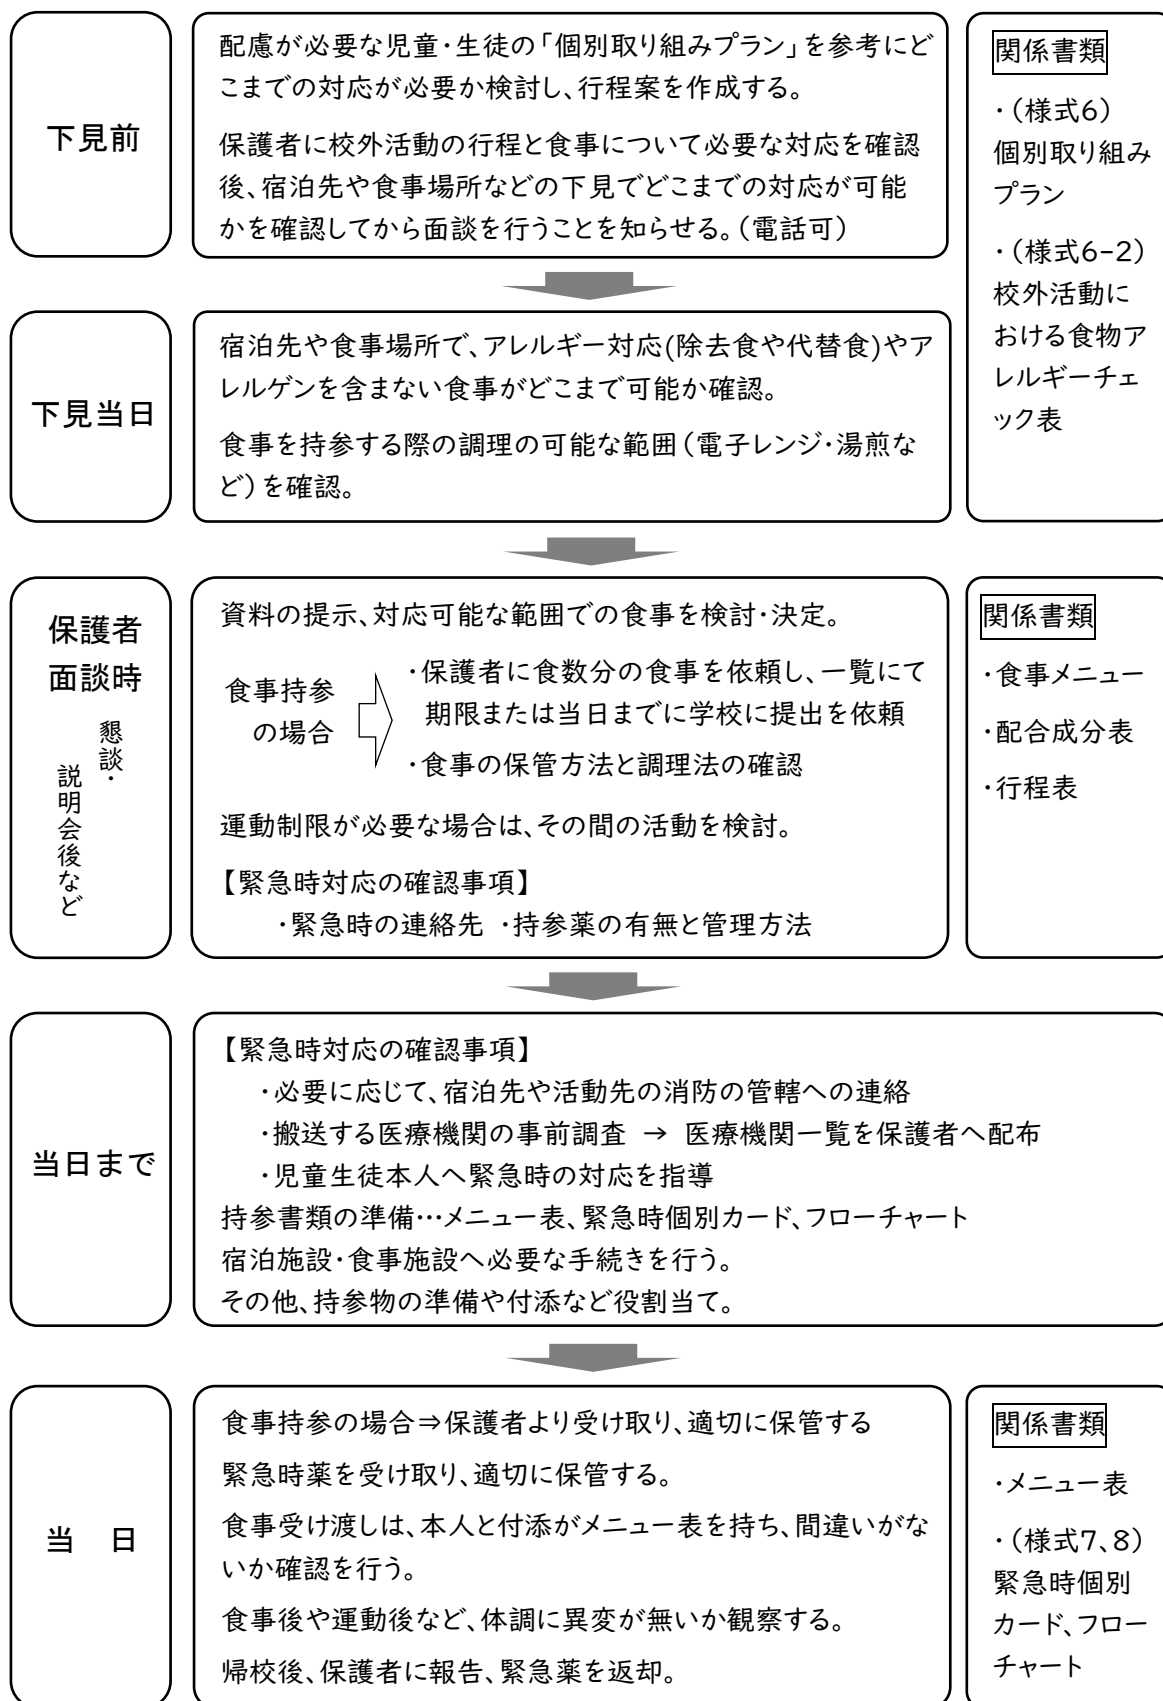 下見前
配慮が必要な児童・生徒の「個別取り組みプラン」を参考にど
こまでの対応が必要か検討し、行程案を作成する。
保護者に校外活動の行程と食事について必要な対応を確認
後、宿泊先や食事場所などの下見でどこまでの対応が可能
かを確認してから面談を行うことを知らせる。(電話可)
関係書類
・(様式6)
個別取り組み
プラン
・(様式6-2)
校外活動に
おける食物ア
レルギーチェ
ック表
下見当日
宿泊先や食事場所で、アレルギー対応(除去食や代替食)やア
レルゲンを含まない食事がどこまで可能か確認。
食事を持参する際の調理の可能な範囲(電子レンジ・湯煎な
ど)を確認。
保護者
面談時
懇談・
説明会後など
資料の提示、対応可能な範囲での食事を検討・決定。
食事持参
の場合
・保護者に食数分の食事を依頼し、一覧にて
期限または当日までに学校に提出を依頼
・食事の保管方法と調理法の確認
運動制限が必要な場合は、その間の活動を検討。
【緊急時対応の確認事項】
・緊急時の連絡先 ・持参薬の有無と管理方法
関係書類
・食事メニュー
・配合成分表
・行程表
当日まで
【緊急時対応の確認事項】
・必要に応じて、宿泊先や活動先の消防の管轄への連絡
・搬送する医療機関の事前調査 → 医療機関一覧を保護者へ配布
・児童生徒本人へ緊急時の対応を指導
持参書類の準備…メニュー表、緊急時個別カード、フローチャート
宿泊施設・食事施設へ必要な手続きを行う。
その他、持参物の準備や付添など役割当て。
当 日
食事持参の場合⇒保護者より受け取り、適切に保管する
緊急時薬を受け取り、適切に保管する。
食事受け渡しは、本人と付添がメニュー表を持ち、間違いがな
いか確認を行う。
食事後や運動後など、体調に異変が無いか観察する。
帰校後、保護者に報告、緊急薬を返却。
関係書類
・メニュー表
・(様式7、8)
緊急時個別
カード、フロー
チャート